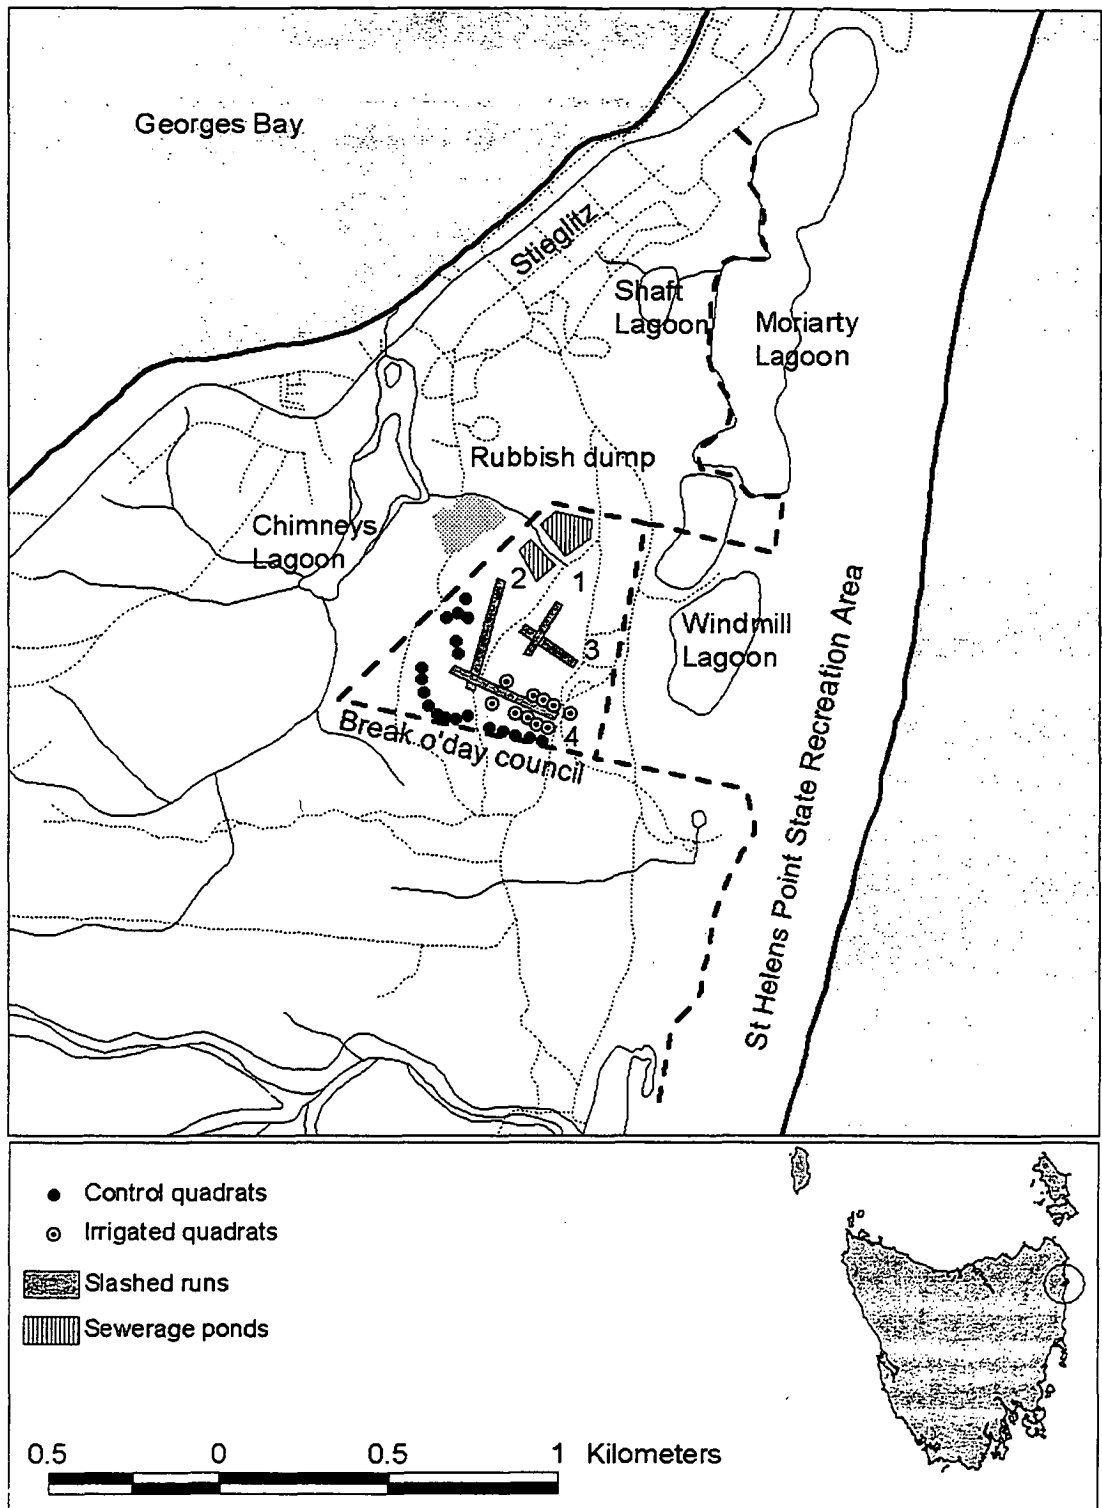 Georges Bay
Stieglitz
Shaft
Lagoon
Moriarty
Lagoon
Rubbish dump
Chimneys
Lagoon
2
1
Windmill
Lagoon
3
4
Break o'day council
St Helens Point State Recreation Area
Control quadrats
Irrigated quadrats
Slashed runs
Sewerage ponds
0.5 0 0.5 1 Kilometers